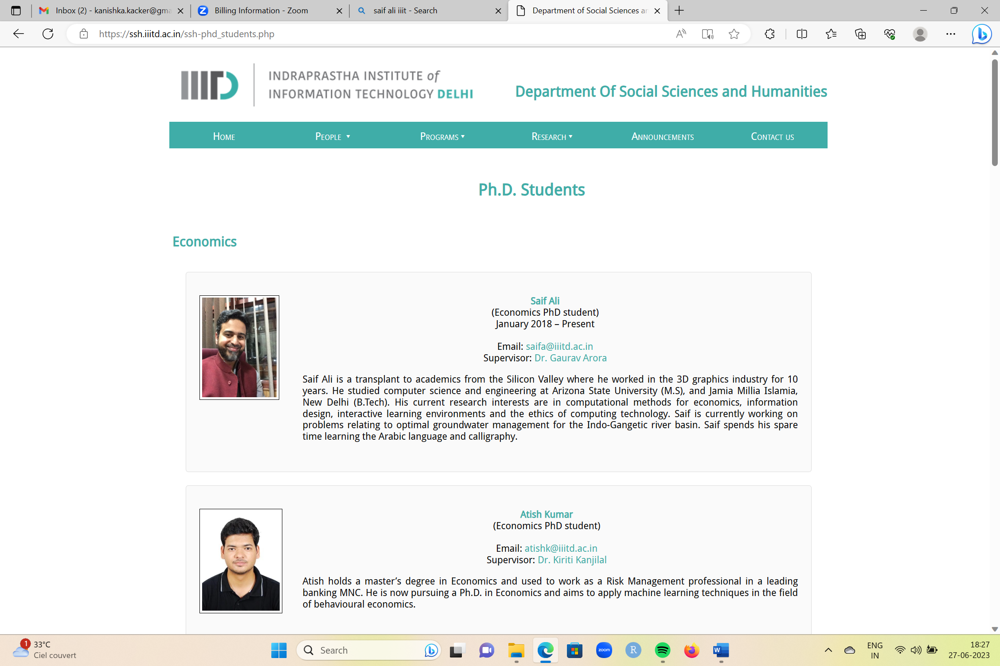 Inbox (2) - kanishka.kacker@gma
Billing Information - Zoom
saif ali iiit - Search
Department of Social Sciences ar
https://ssh.iiitd.ac.in/ssh-phd_students.php
IIITD
INDRAPRASTHA INSTITUTE of
INFORMATION TECHNOLOGY DELHI
Department Of Social Sciences and Humanities
Home People Programs Research Announcements Contact us
Ph.D. Students
Economics
Saif Ali
(Economics PhD student)
January 2018 – Present
Email: saifa@iiitd.ac.in
Supervisor: Dr. Gaurav Arora
Saif Ali is a transplant to academics from the Silicon Valley where he worked in the 3D graphics industry for 10
years. He studied computer science and engineering at Arizona State University (M.S), and Jamia Millia Islamia,
New Delhi (B.Tech). His current research interests are in computational methods for economics, information
design, interactive learning environments and the ethics of computing technology. Saif is currently working on
problems relating to optimal groundwater management for the Indo-Gangetic river basin. Saif spends his spare
time learning the Arabic language and calligraphy.
Atish Kumar
(Economics PhD student)
Email: atishk@iiitd.ac.in
Supervisor: Dr. Kiriti Kanjilal
Atish holds a master’s degree in Economics and used to work as a Risk Management professional in a leading
banking MNC. He is now pursuing a Ph.D. in Economics and aims to apply machine learning techniques in the field
of behavioural economics.
1
33°C
Ciel couvert
Search
zoom
R
W
ENG
IN
18:27
27-06-2023